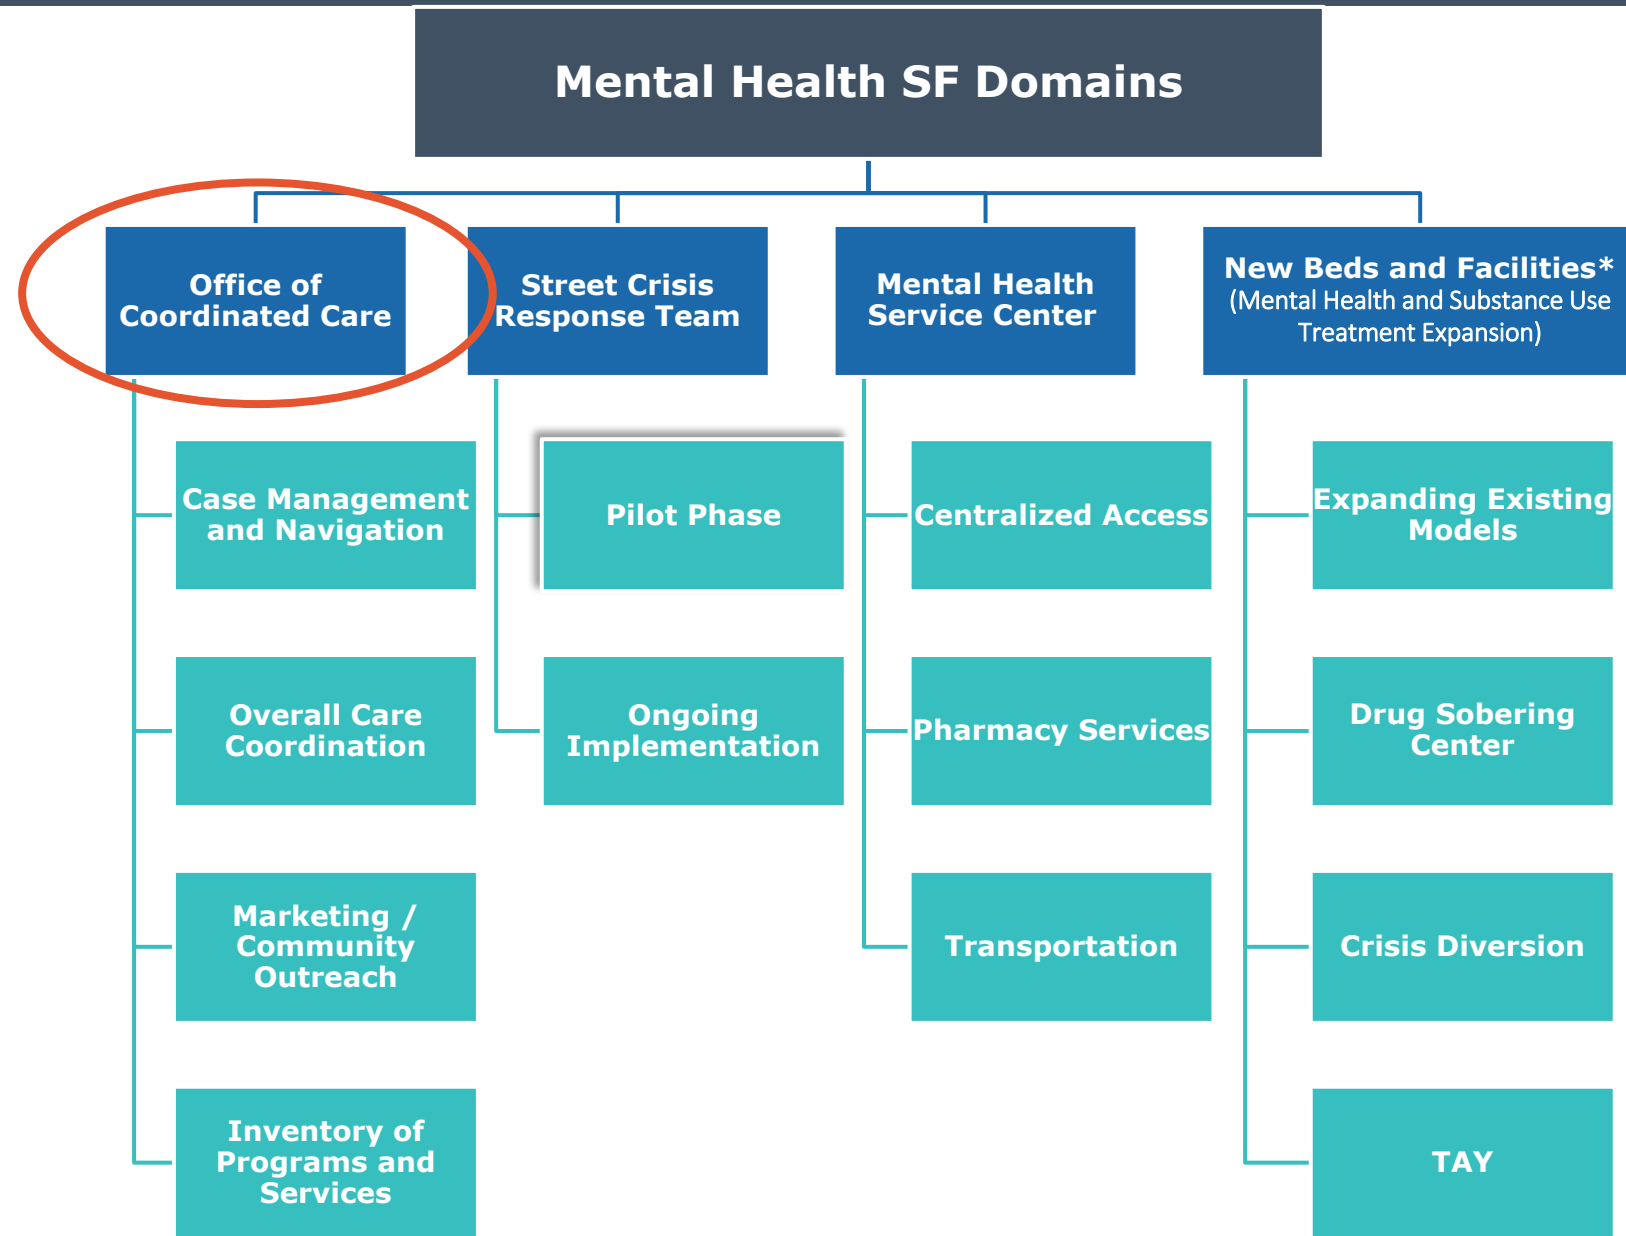 Mental Health SF Domains
Office of
Coordinated Care
Case Management
and Navigation
Overall Care
Coordination
Marketing /
Community
Outreach
Inventory of
Programs and
Services
Street Crisis
Response Team
Pilot Phase
Ongoing
Implementation
Mental Health
Service Center
Centralized Access
Pharmacy Services
Transportation
New Beds and Facilities*
(Mental Health and Substance Use
Treatment Expansion)
Expanding Existing
Models
Drug Sobering
Center
Crisis Diversion
TAY